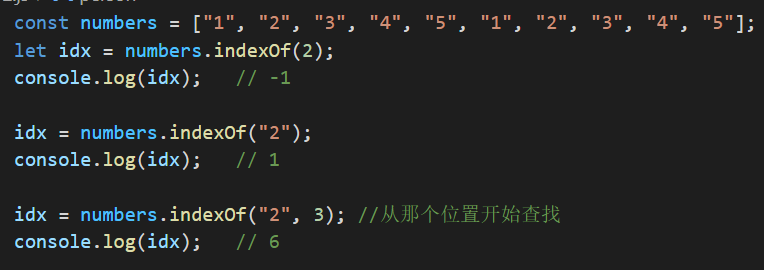 const numbers = ["1", "2", "3", "4", "5", "1", "2", "3", "4", "5"];
let idx = numbers.indexOf(2);
console.log(idx);   // -1
idx = numbers.indexOf("2");
console.log(idx);   // 1
idx = numbers.indexOf("2", 3); //从那个位置开始查找
console.log(idx);   // 6